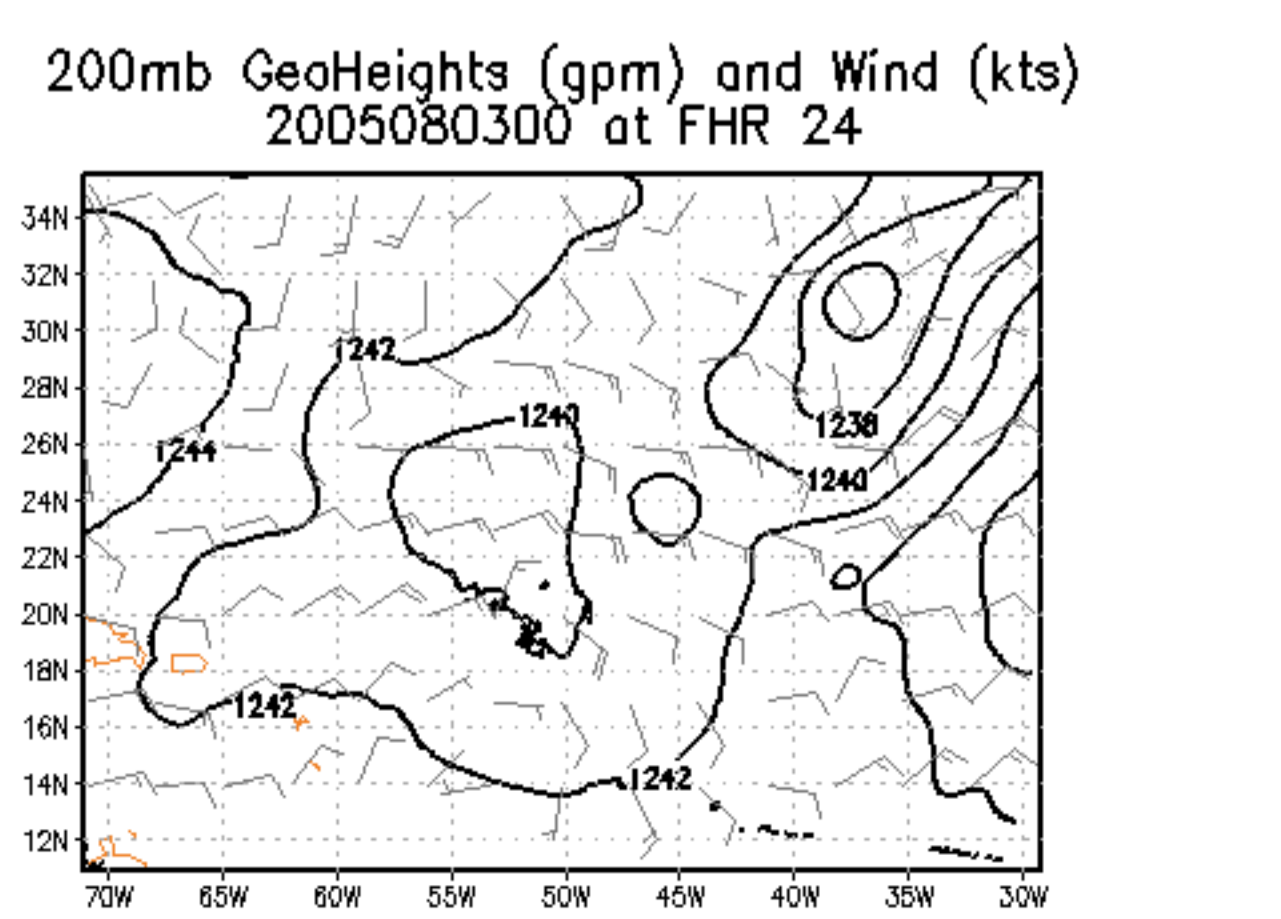 200mb GeoHeights (gpm) and Wind (kts)
2005080300 at FHR 24
34N
32N
30N
1242
28N
1240
1238
26N
1244
1240
24N
22N
20N
18N
1242
16N
1242
14N
12N
70W 65W 60W 55W 50W 45W 40W 35W 30W